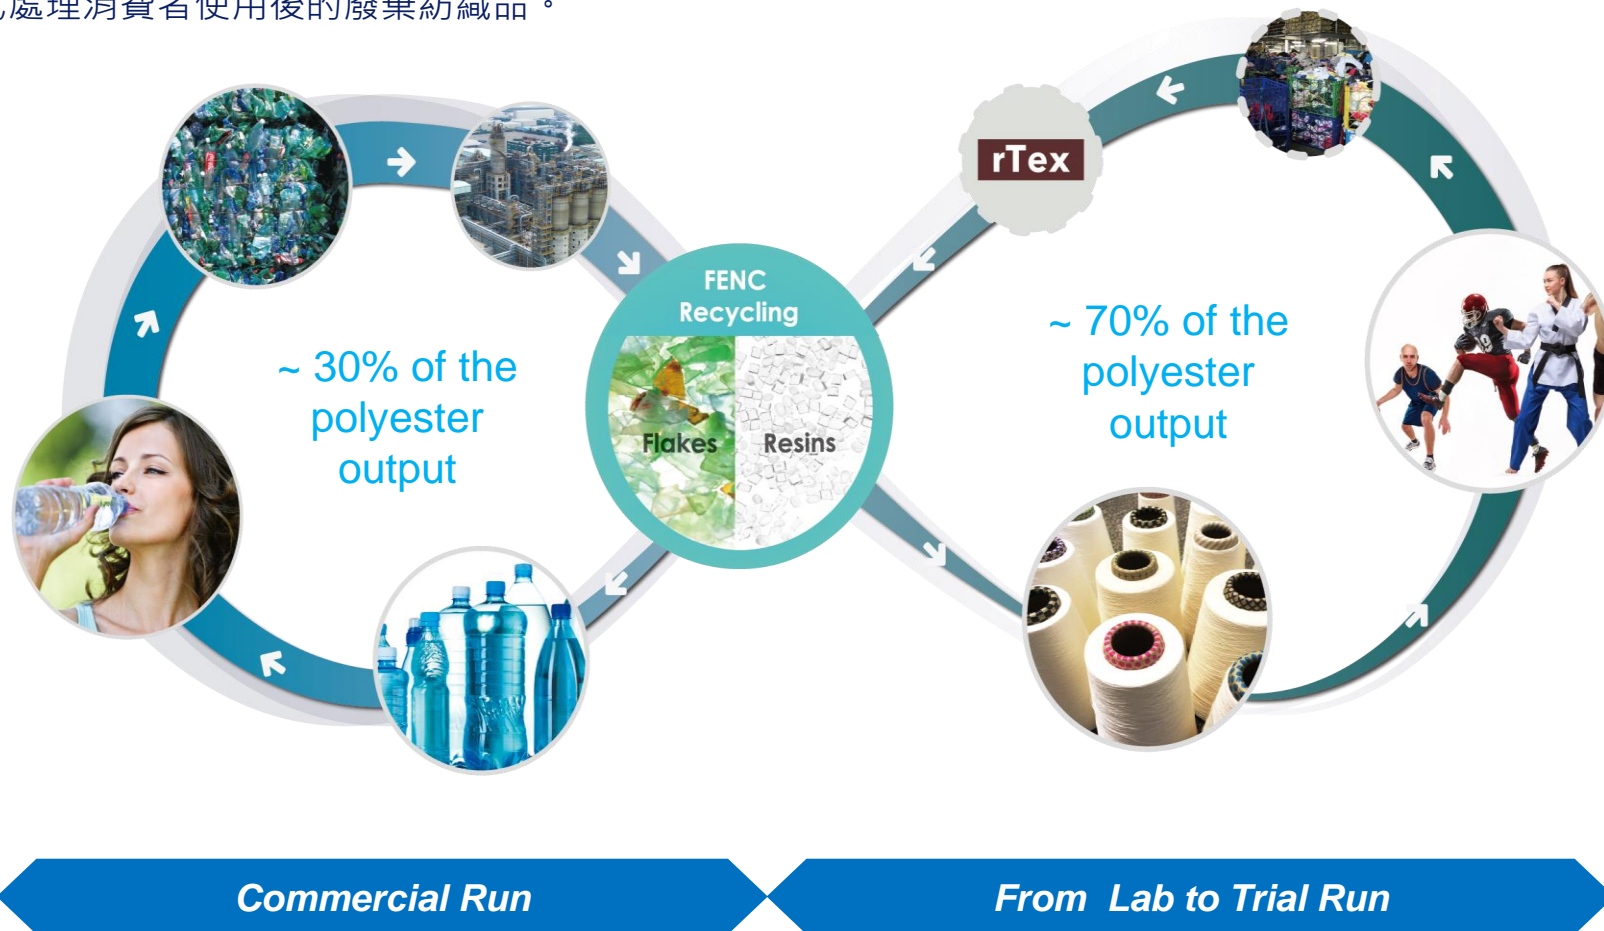 處理消費者使用後的廢棄紡織品。
rTex
FENC
Recycling
Flakes
Resins
~ 30% of the
polyester
output
~ 70% of the
polyester
output
Commercial Run
From Lab to Trial Run